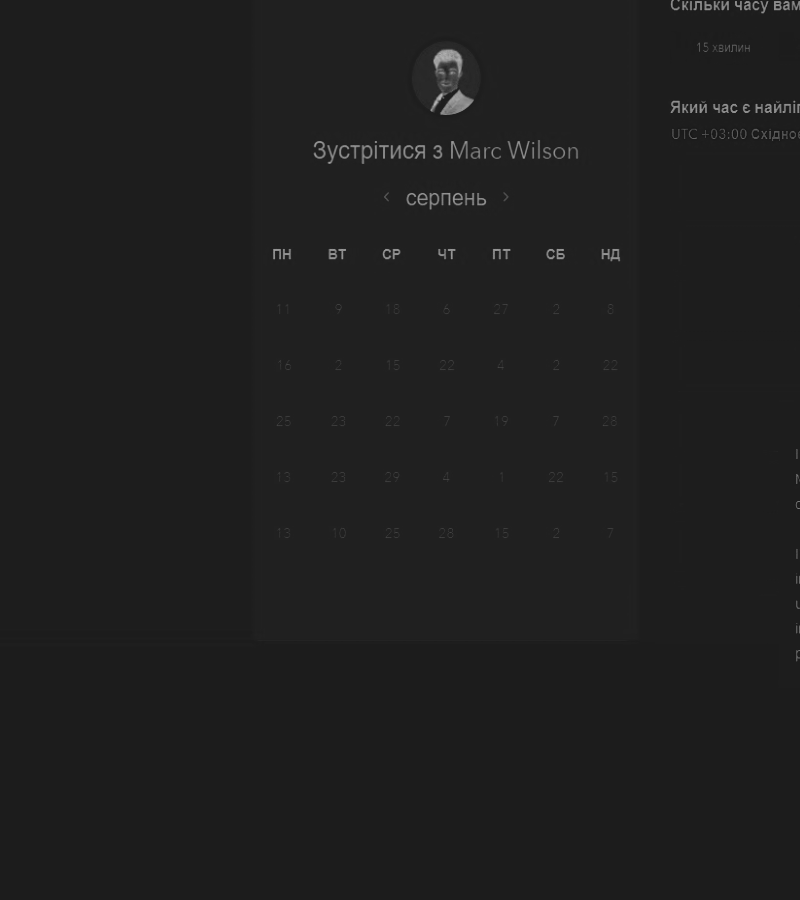 Зустрітися з Marc Wilson
серпень
ПН ВТ СР ЧТ ПТ СБ НД
11 9 18 6 27 2 8
16 2 15 22 4 2 22
25 23 22 7 19 7 28
13 23 29 4 1 22 15
13 10 25 28 15 2 7
Скільки часу вам
15 хвилин
Який час є
UTC +03:00